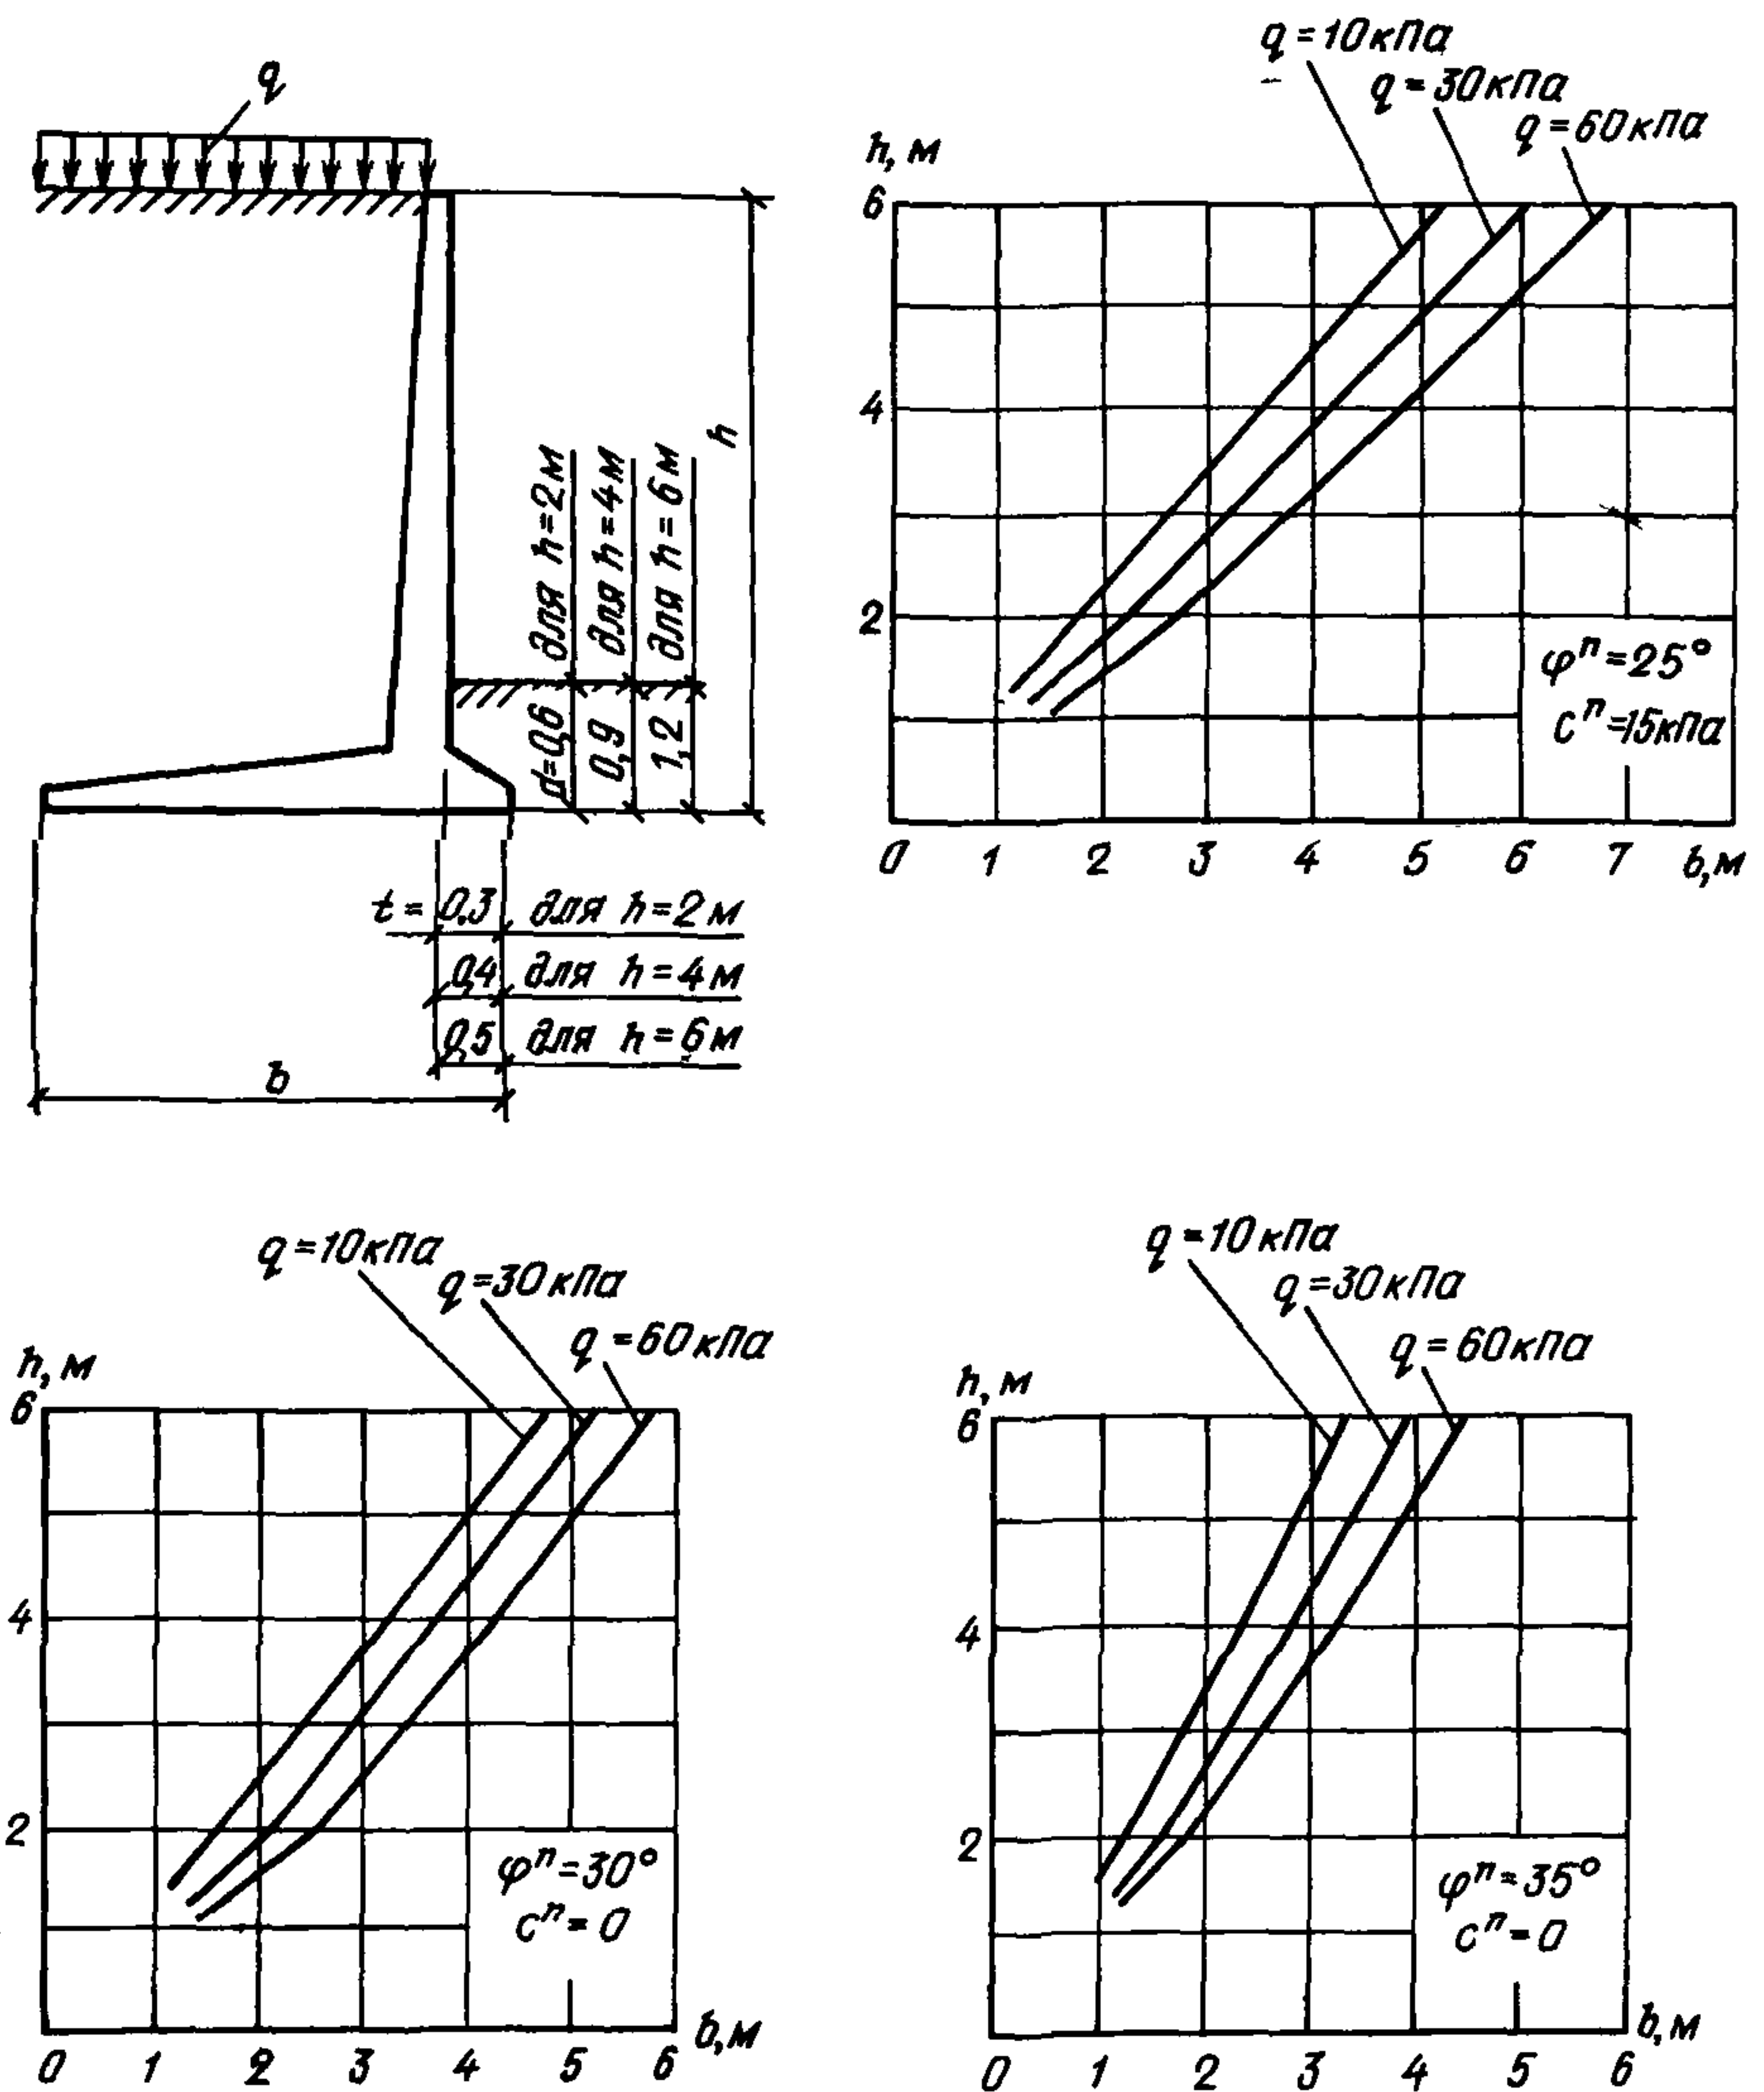 q
h
d=0,6 для h=2м
0,9 для h=4м
1,2 для h=6м
t=0,3 для h=2м
0,4 для h=4м
0,5 для h=6м
b
q=10кПа
q=30кПа
q=60кПа
h,м
6
4
2
φⁿ=25°
Cⁿ=15кПа
0 1 2 3 4 5 6 7 b,м
q=10кПа
q=30кПа
q=60кПа
h,м
6
4
2
φⁿ=30°
cⁿ=0
b,м
0 1 2 3 4 5 6
q=10кПа
q=30кПа
q=60кПа
h,м
6
4
2
φⁿ=35°
cⁿ=0
b,м
0 1 2 3 4 5 6